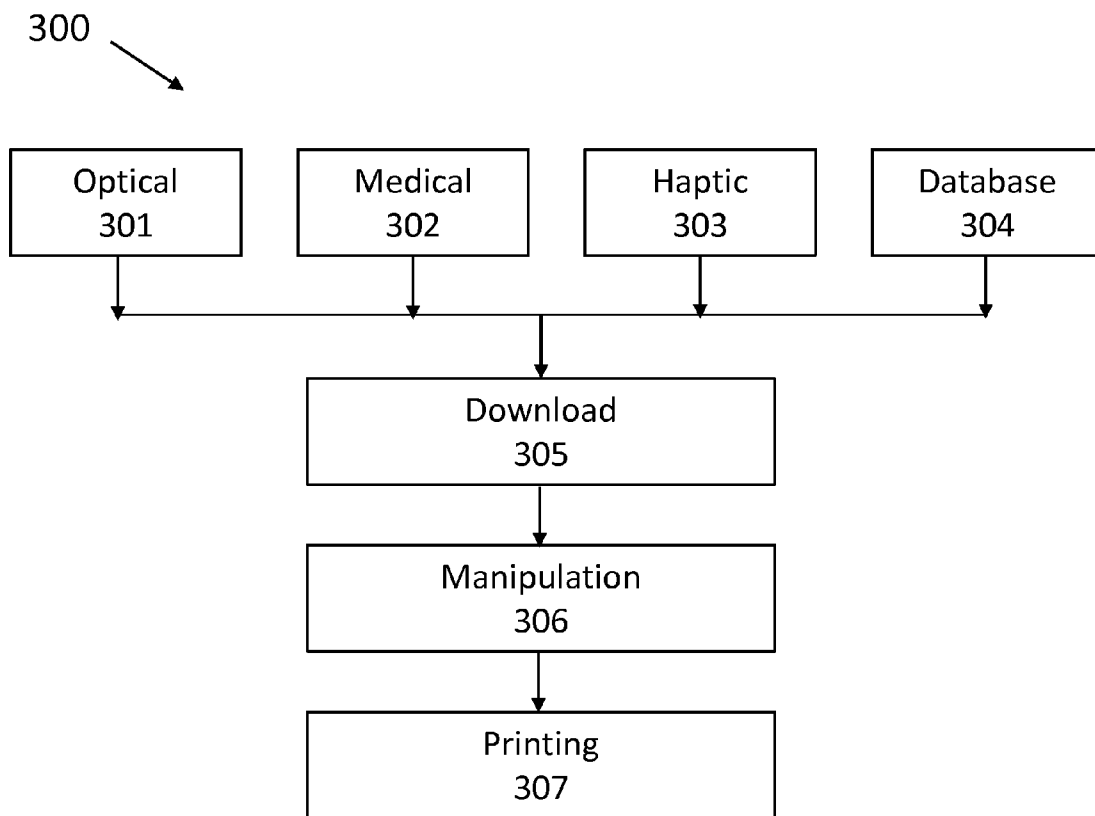 300
Optical
301
Medical
302
Haptic
303
Database
304
Download
305
Manipulation
306
Printing
307